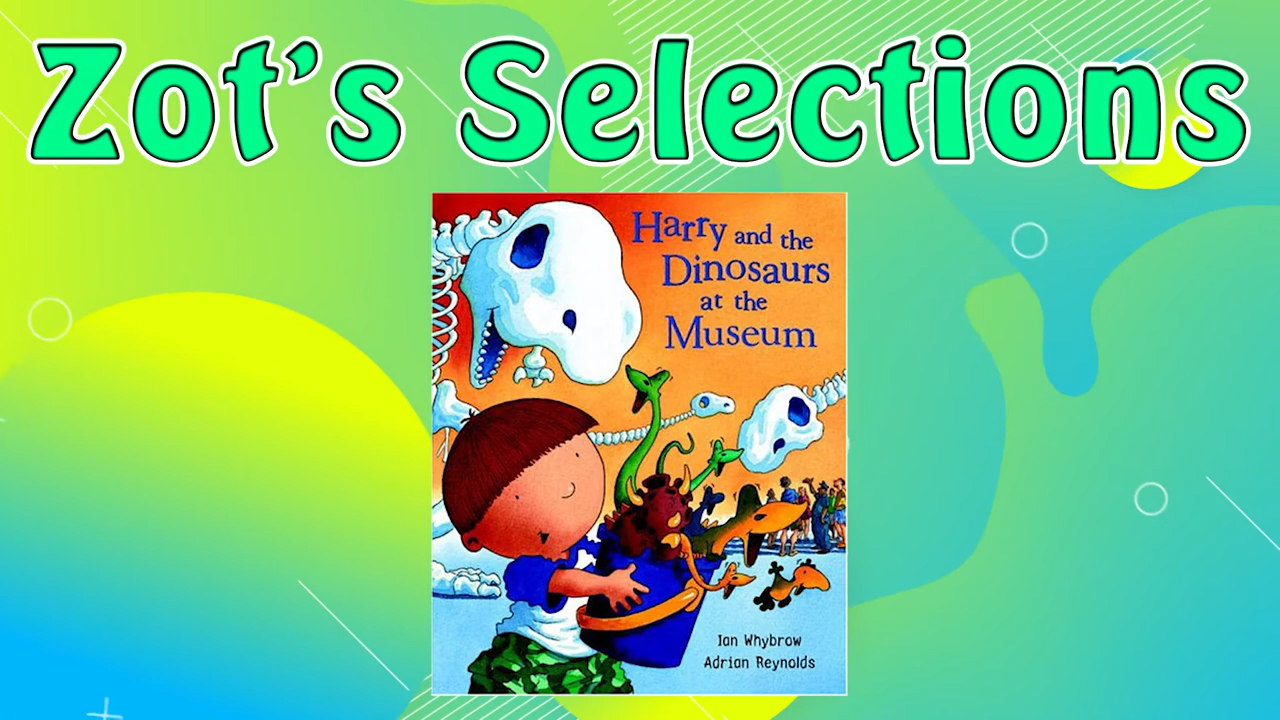 Zot's Selections
Harry and the
Dinosaurs
at the
Museum
Ian Whybrow
Adrian Reynolds